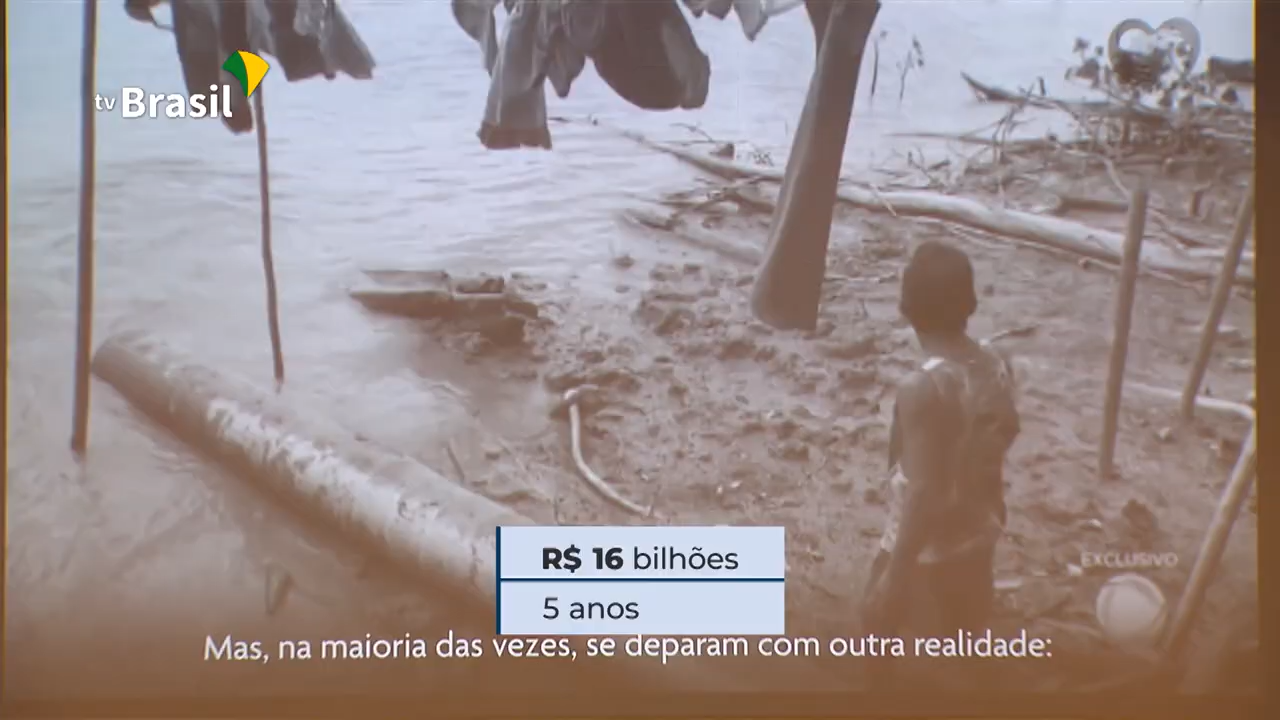 tv Brasil
EXCLUSIVO
R$ 16 bilhões
5 anos
Mas, na maioria das vezes, se deparam com outra realidade: